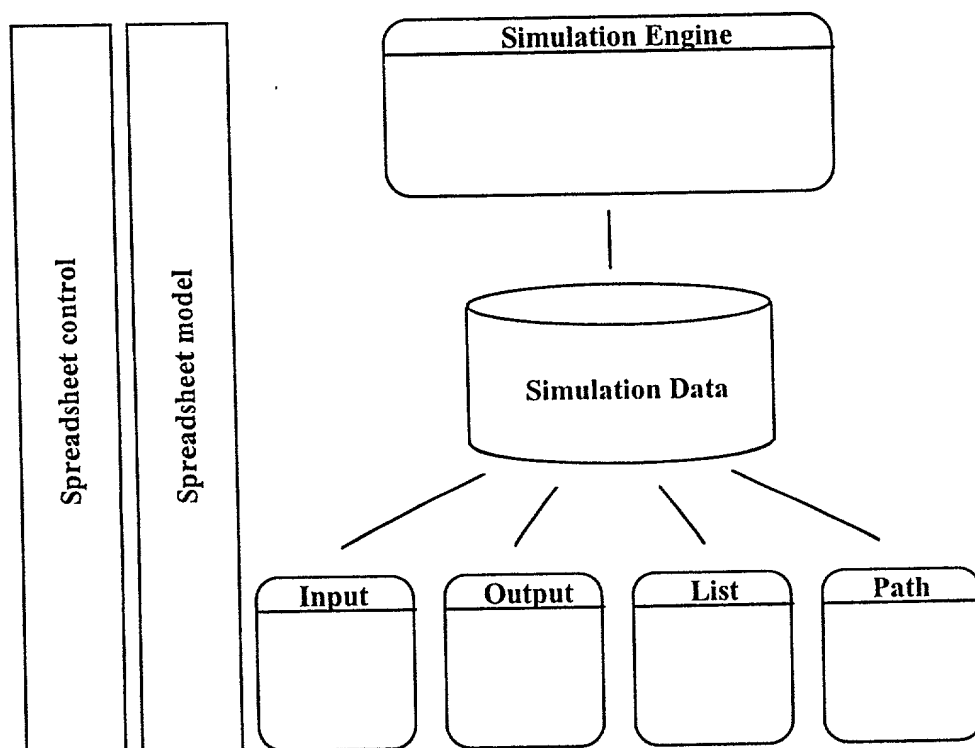 Simulation Engine
Spreadsheet control
Spreadsheet model
Simulation Data
Input
Output
List
Path